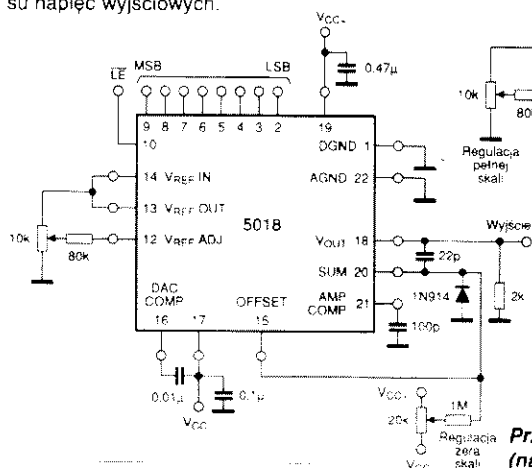 su napięć wyjściowych.
VCC+
LE
MSB LSB
0.47µ
9 8 7 6 5 4 3 2 19
10
DGND 1
AGND 22
14 VREF IN
13 VREF OUT
12 VREF ADJ
5018
VOUT 18
SUM 20
AMP
COMP 21
DAC
COMP
OFFSET
16 17 15
10k
80k
22p
1N914
2k
100p
Wyjście
0.01µ
0.1µ
VCC
VCC+
20k
1M
VCC
Regulacja
zera
skali
10k
80
Regulacja
pełnej
skali
Prz
(na